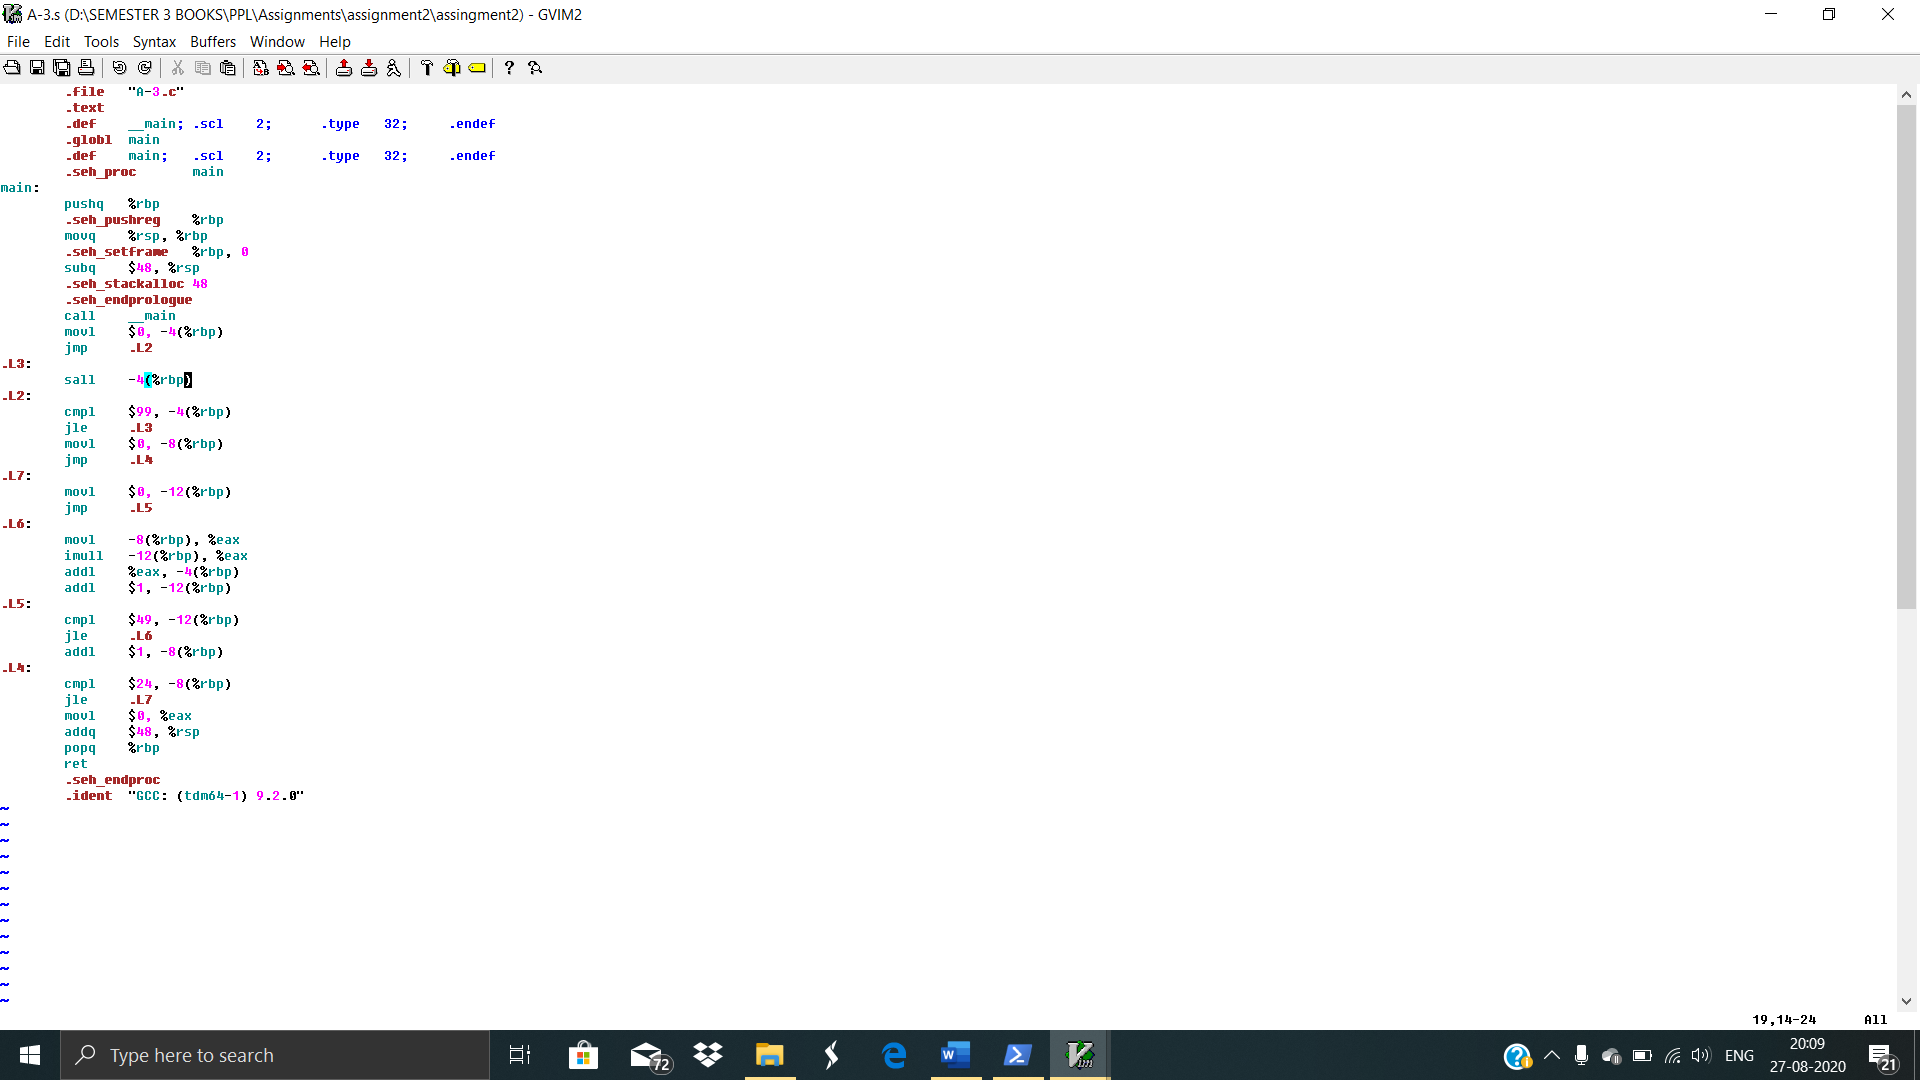 A-3.s (D:\SEMESTER 3 BOOKS\PPL\Assignments\assignment2\assingment2) - GVIM2
File Edit Tools Syntax Buffers Window Help
.file "A-3.c"
.text
.def __main; .scl 2; .type 32; .endef
.globl main
.def main; .scl 2; .type 32; .endef
.seh_proc main
main:
pushq %rbp
.seh_pushreg %rbp
movq %rsp, %rbp
.seh_setframe %rbp, 0
subq $48, %rsp
.seh_stackalloc 48
.seh_endprologue
call __main
movl $0, -4(%rbp)
jmp .L2
.L3:
sall -4(%rbp)
.L2:
cmpl $99, -4(%rbp)
jle .L3
movl $0, -8(%rbp)
jmp .L4
.L7:
movl $0, -12(%rbp)
jmp .L5
.L6:
movl -8(%rbp), %eax
imull -12(%rbp), %eax
addl %eax, -4(%rbp)
addl $1, -12(%rbp)
.L5:
cmpl $49, -12(%rbp)
jle .L6
addl $1, -8(%rbp)
.L4:
cmpl $24, -8(%rbp)
jle .L7
movl $0, %eax
addq $48, %rsp
popq %rbp
ret
.seh_endproc
.ident "GCC: (tdm64-1) 9.2.0"
~
~
~
~
~
~
~
~
~
~
~
~
~
19,14-24 All
Type here to search
72
ENG
20:09
27-08-2020
21